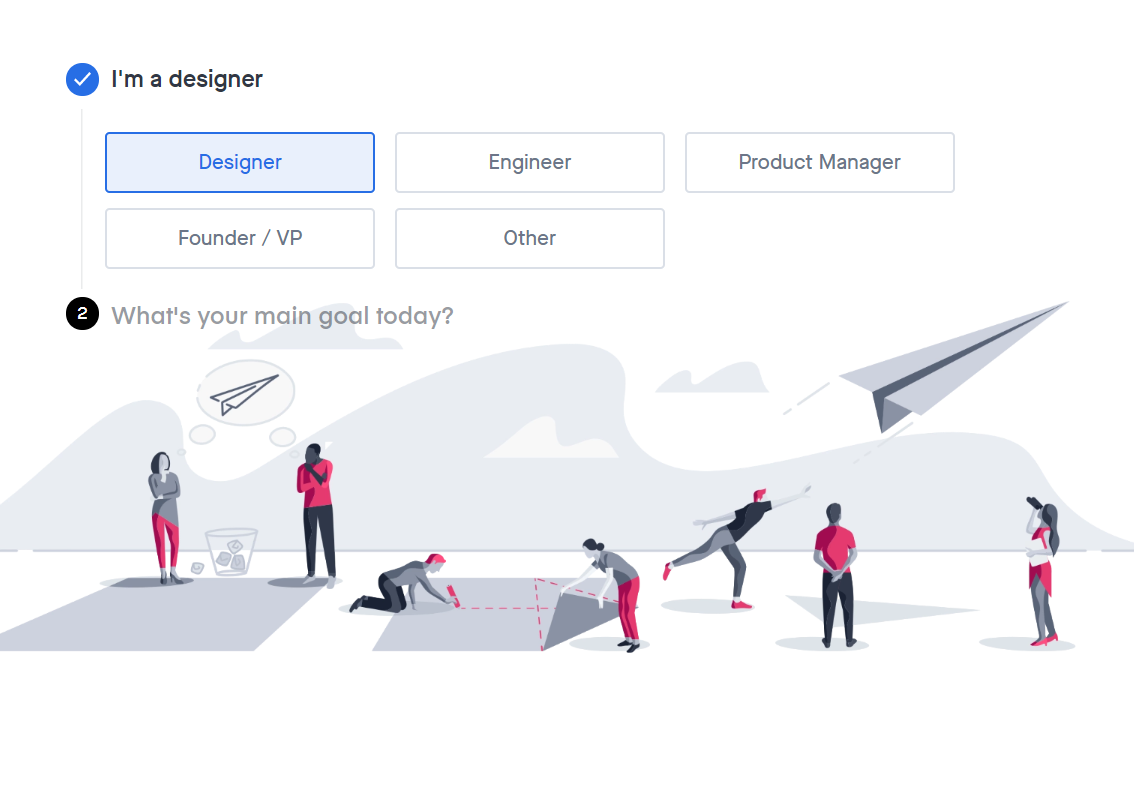 I'm a designer
Designer
Engineer
Product Manager
Founder / VP
Other
2 What's your main goal today?